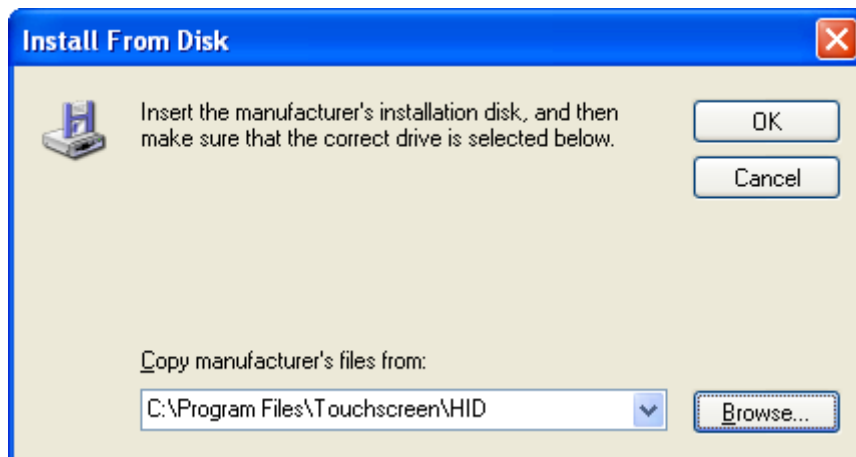 Install From Disk
Insert the manufacturer's installation disk, and then
make sure that the correct drive is selected below.
OK
Cancel
Copy manufacturer's files from:
C:\Program Files\Touchscreen\HID
Browse...